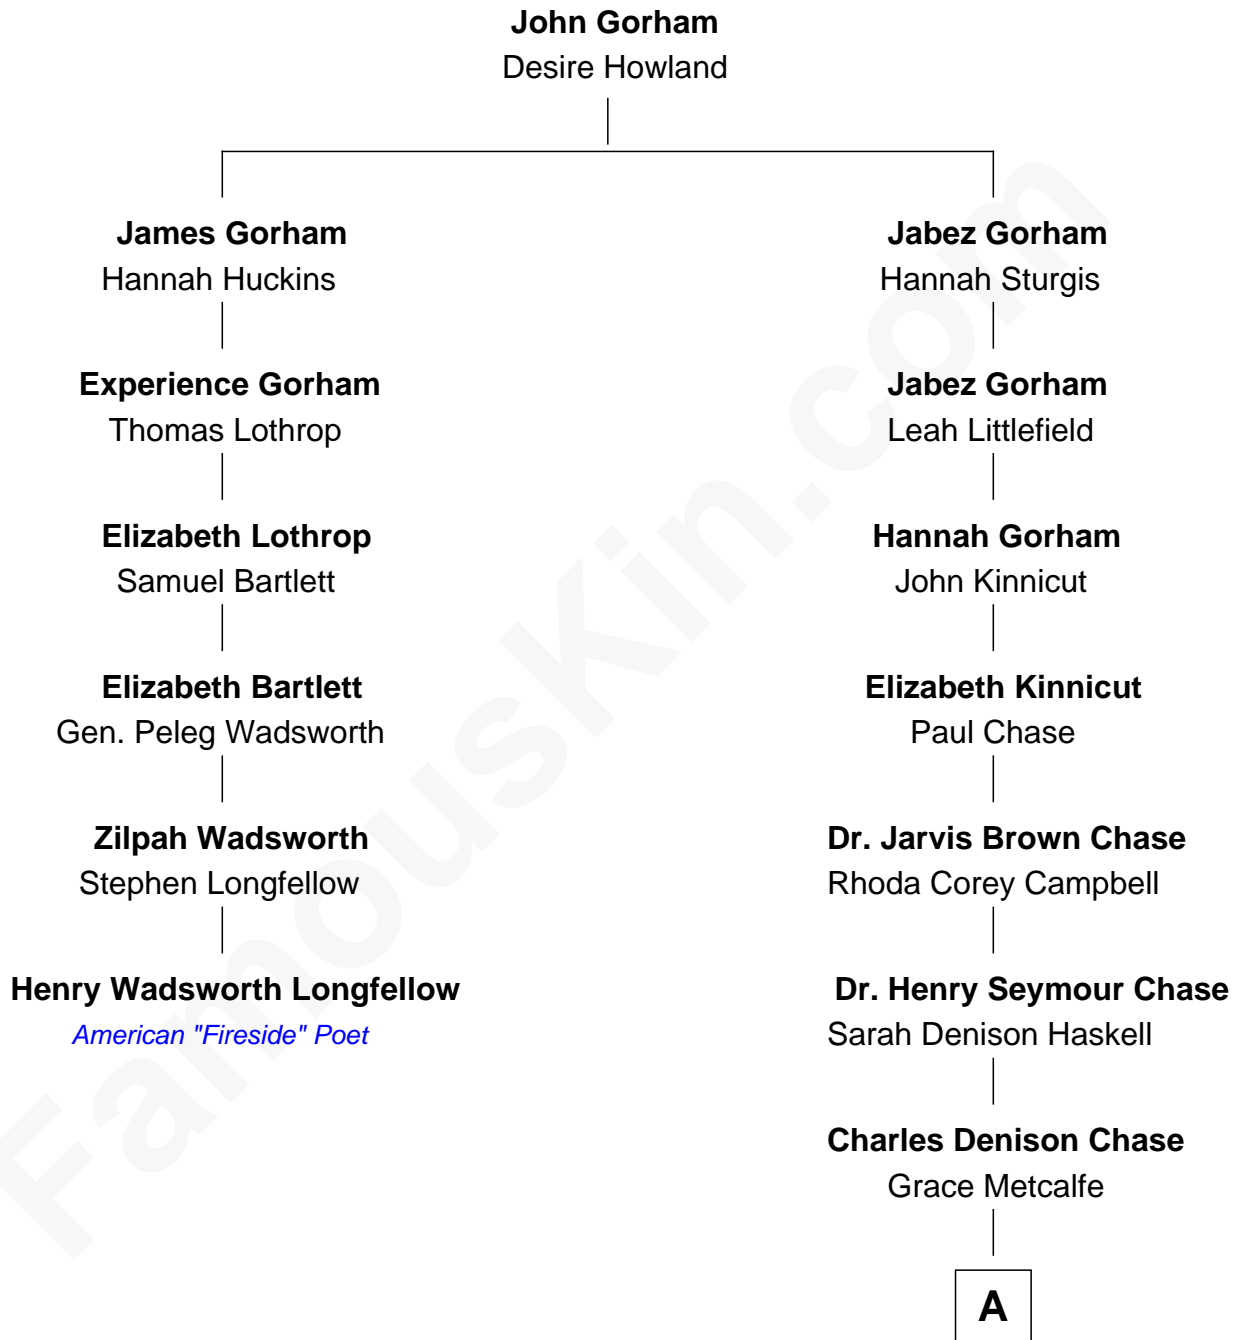 John Gorham
Desire Howland
James Gorham
Hannah Huckins
Experience Gorham
Thomas Lothrop
Elizabeth Lothrop
Samuel Bartlett
Elizabeth Bartlett
Gen. Peleg Wadsworth
Zilpah Wadsworth
Stephen Longfellow
Henry Wadsworth Longfellow
American "Fireside" Poet
Jabez Gorham
Hannah Sturgis
Jabez Gorham
Leah Littlefield
Hannah Gorham
John Kinnicut
Elizabeth Kinnicut
Paul Chase
Dr. Jarvis Brown Chase
Rhoda Corey Campbell
Dr. Henry Seymour Chase
Sarah Denison Haskell
Charles Denison Chase
Grace Metcalfe
A
FamousKin.com